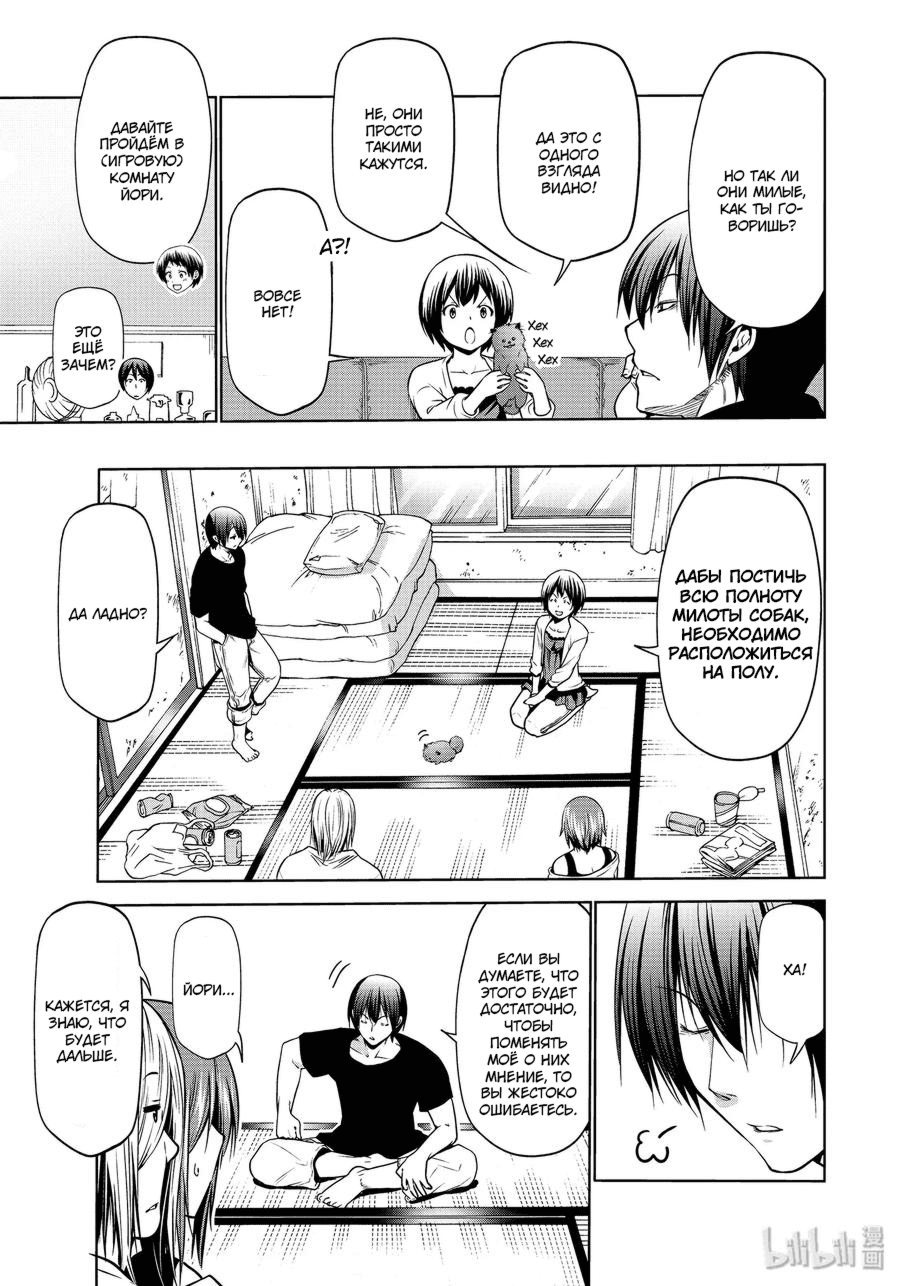 НО ТАК ЛИ
ОНИ МИЛЫЕ,
КАК ТЫ ГО-
ВОРИШЬ?
ДА ЭТО С
ОДНОГО
ВЗГЛЯДА
ВИДНО!
НЕ, ОНИ
ПРОСТО
ТАКИМИ
КАЖУТСЯ.
А?!
ВОВСЕ
НЕТ!
Хех
Хех
Хех
ДАВАЙТЕ
ПРОЙДЁМ В
(ИГРОВУЮ)
КОМНАТУ
ЙОРИ.
ЭТО
ЕЩЁ
ЗАЧЕМ?
ДАБЫ ПОСТИЧЬ
ВСЮ ПОЛНОТУ
МИЛОТЫ СОБАК,
НЕОБХОДИМО
РАСПОЛОЖИТЬСЯ
НА ПОЛУ.
ДА ЛАДНО?
ХА!
ЕСЛИ ВЫ
ДУМАЕТЕ, ЧТО
ЭТОГО БУДЕТ
ДОСТАТОЧНО,
ЧТОБЫ
ПОМЕНЯТЬ
МОЁ О НИХ
МНЕНИЕ, ТО
ВЫ ЖЕСТОКО
ОШИБАЕТЕСЬ.
ЙОРИ...
КАЖЕТСЯ, Я
ЗНАЮ, ЧТО
БУДЕТ
ДАЛЬШЕ.
bilibili 漫画